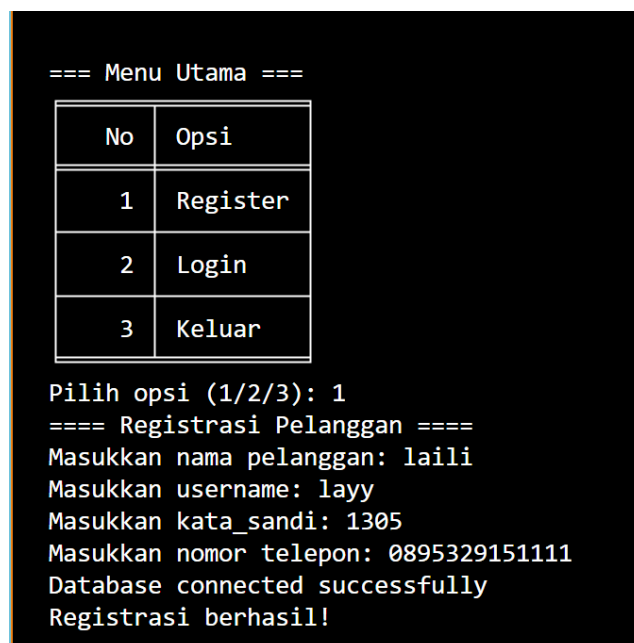 === Menu Utama ===
No Opsi
1 Register
2 Login
3 Keluar
Pilih opsi (1/2/3): 1
==== Registrasi Pelanggan ====
Masukkan nama pelanggan: laili
Masukkan username: layy
Masukkan kata_sandi: 1305
Masukkan nomor telepon: 0895329151111
Database connected successfully
Registrasi berhasil!